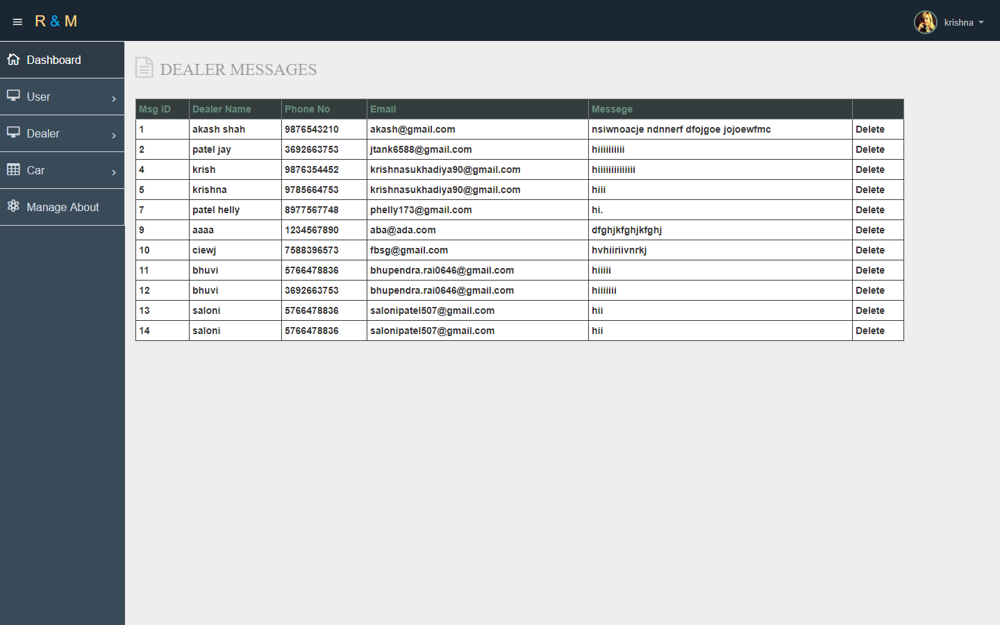 R & M
krishna
Dashboard
User
Dealer
Car
Manage About
DEALER MESSAGES
Msg ID Dealer Name Phone No Email Messege
1 akash shah 9876543210 akash@gmail.com nsiwnoacje ndnnerf dfojgoe jojoewfmc Delete
2 patel jay 3692663753 jtank6588@gmail.com hiiiiiiiiii Delete
4 krish 9876354452 krishnasukhadiya90@gmail.com hiiiiiiiiiiiiii Delete
5 krishna 9785664753 krishnasukhadiya90@gmail.com hiii Delete
7 patel helly 8977567748 phelly173@gmail.com hi. Delete
9 aaaa 1234567890 aba@ada.com dfghjkfghjkfghj Delete
10 ciewj 7588396573 fbsg@gmail.com hvhiiriivnrkj Delete
11 bhuvi 5766478836 bhupendra.rai0646@gmail.com hiiiii Delete
12 bhuvi 3692663753 bhupendra.rai0646@gmail.com hiiiiiii Delete
13 saloni 5766478836 salonipatel507@gmail.com hii Delete
14 saloni 5766478836 salonipatel507@gmail.com hii Delete